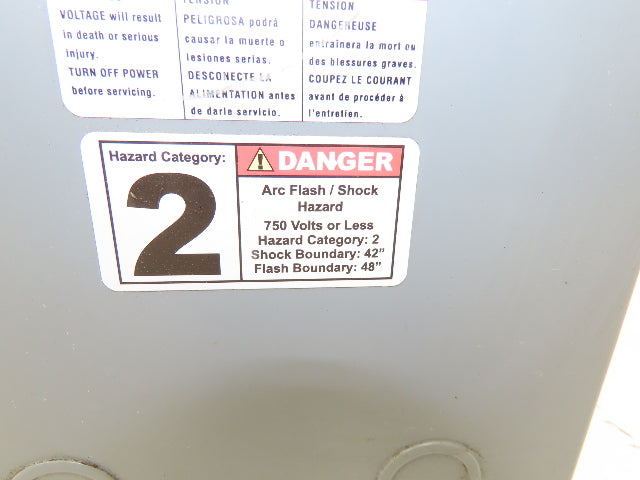 VOLTAGE will result
in death or serious
injury.
TURN OFF POWER
before servicing.
TENSION
PELIGROSA podrá
causar la muerte o
lesiones serias.
DESCONECTE LA
ALIMENTACION antes
de darle servicio.
TENSION
DANGEREUSE
entraînera la mort ou
des blessures graves.
COUPEZ LE COURANT
avant de procéder à
l'entretien.
Hazard Category:
2
DANGER
Arc Flash / Shock
Hazard
750 Volts or Less
Hazard Category: 2
Shock Boundary: 42"
Flash Boundary: 48"